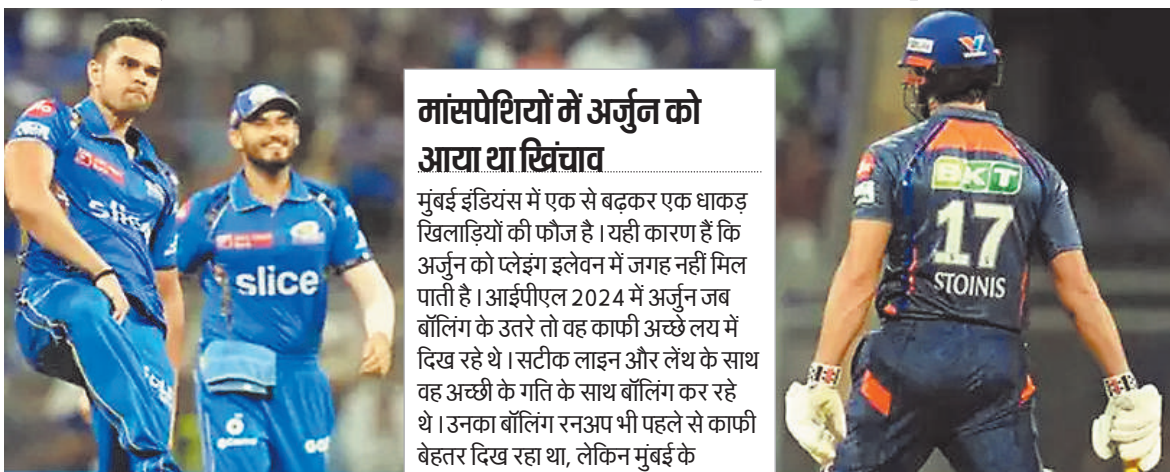 मांसपेशियों में अर्जुन को
आया था खिंचाव
मुंबई इंडियंस में एक से बढ़कर एक धाकड़
खिलाड़ियों की फौज है । यही कारण हैं कि
अर्जुन को प्लेइंग इलेवन में जगह नहीं मिल
पाती है । आईपीएल 2024 में अर्जुन जब
बॉलिंग के उतरे तो वह काफी अच्छे लय में
दिख रहे थे । सटीक लाइन और लेंथ के साथ
वह अच्छी के गति के साथ बॉलिंग कर रहे
थे । उनका बॉलिंग रनअप भी पहले से काफी
बेहतर दिख रहा था, लेकिन मुंबई के
slice
slice
BKT
17
STOINIS